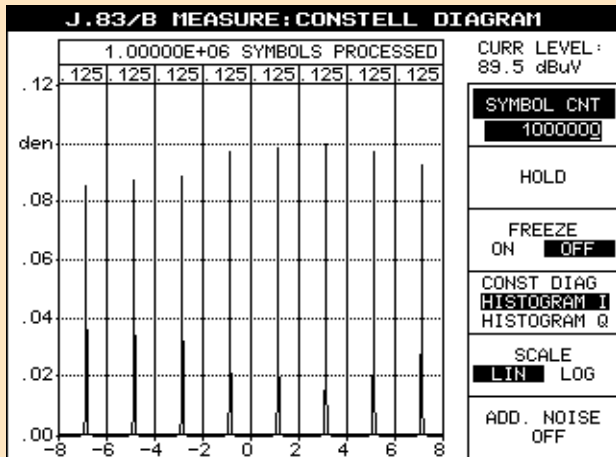 J.83/B MEASURE:CONSTELL DIAGRAM
1.00000E+06 SYMBOLS PROCESSED
.125 .125 .125 .125 .125 .125 .125 .125
.12
den
.08
.06
.04
.02
.00
-8 -6 -4 -2 0 2 4 6 8
CURR LEVEL:
89.5 dBuV
SYMBOL CNT
1000000
HOLD
FREEZE
ON OFF
CONST DIAG
HISTOGRAM I
HISTOGRAM Q
SCALE
LIN LOG
ADD. NOISE
OFF